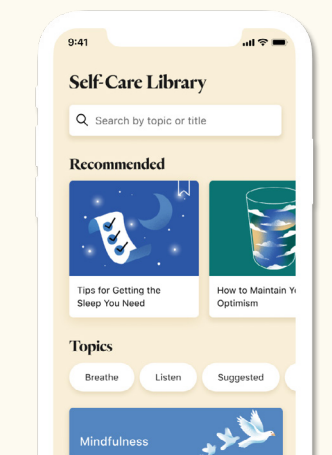 9:41
Self-Care Library
Search by topic or title
Recommended
Tips for Getting the
Sleep You Need
How to Maintain
Optimism
Topics
Breathe
Listen
Suggested
Mindfulness